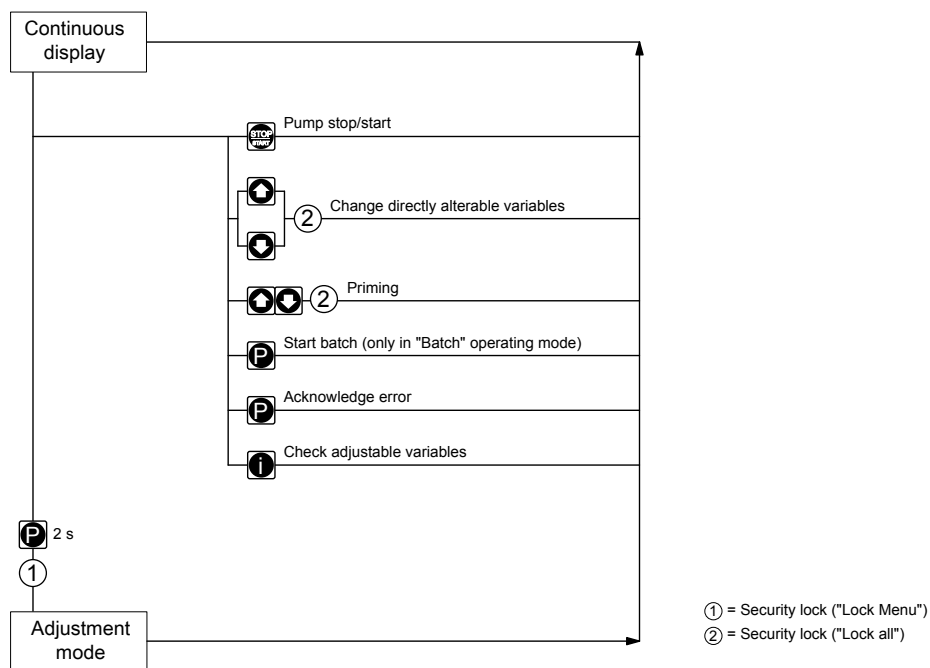 Continuous
display
STOP
START
Pump stop/start
2
Change directly alterable variables
2
Priming
P
Start batch (only in "Batch" operating mode)
P
Acknowledge error
i
Check adjustable variables
P 2 s
1
Adjustment
mode
1 = Security lock ("Lock Menu")
2 = Security lock ("Lock all")